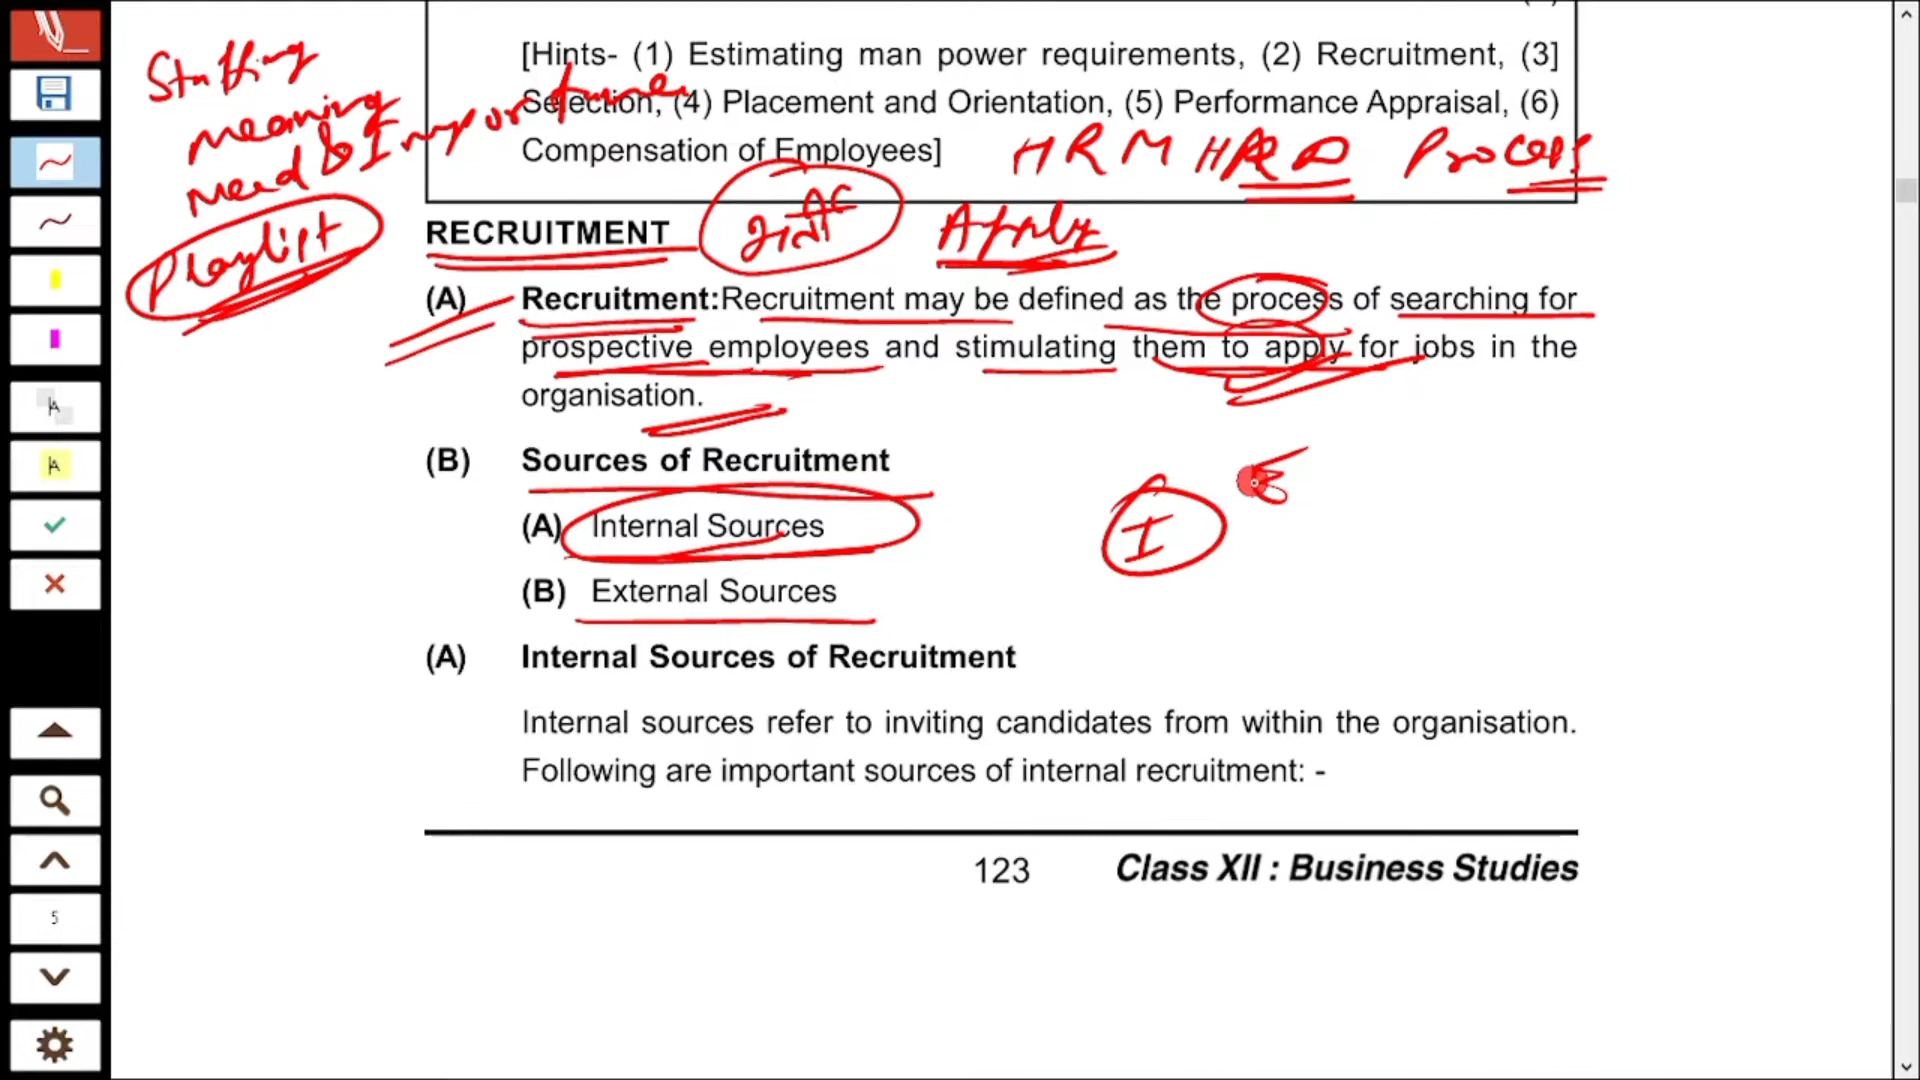 [Hints- (1) Estimating man power requirements, (2) Recruitment, (3]
Selection, (4) Placement and Orientation, (5) Performance Appraisal, (6)
Compensation of Employees]
HRM HRD Process
Staffing
meaning
need & Importance
Playlist
RECRUITMENT
Apply
(A) Recruitment:Recruitment may be defined as the process of searching for
prospective employees and stimulating them to apply for jobs in the
organisation.
(B) Sources of Recruitment
(A) Internal Sources
I E
(B) External Sources
(A) Internal Sources of Recruitment
Internal sources refer to inviting candidates from within the organisation.
Following are important sources of internal recruitment: -
123 Class XII : Business Studies
5